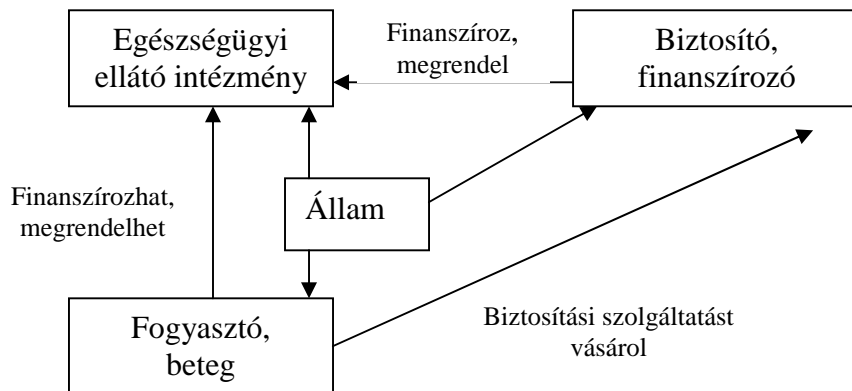 Egészségügyi
ellátó intézmény
Finanszíroz,
megrendel
Biztosító,
finanszírozó
Finanszírozhat,
megrendelhet
Állam
Fogyasztó,
beteg
Biztosítási szolgáltatást
vásárol